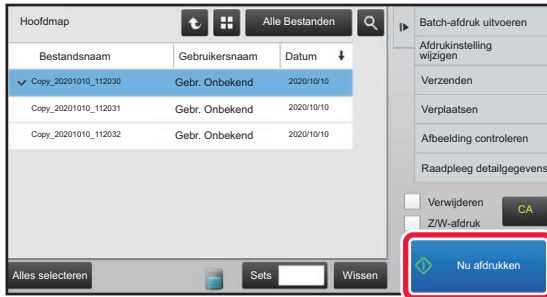 Hoofdmap
Alle Bestanden
Bestandsnaam Gebruikersnaam Datum
Copy_20201010_112030 Gebr. Onbekend 2020/10/10
Copy_20201010_112031 Gebr. Onbekend 2020/10/10
Copy_20201010_112032 Gebr. Onbekend 2020/10/10
Alles selecteren Sets Wissen
Batch-afdruk uitvoeren
Afdrukinstelling
wijzigen
Verzenden
Verplaatsen
Afbeelding controleren
Raadpleeg detailgegevens
Verwijderen
Z/W-afdruk
CA
Nu afdrukken